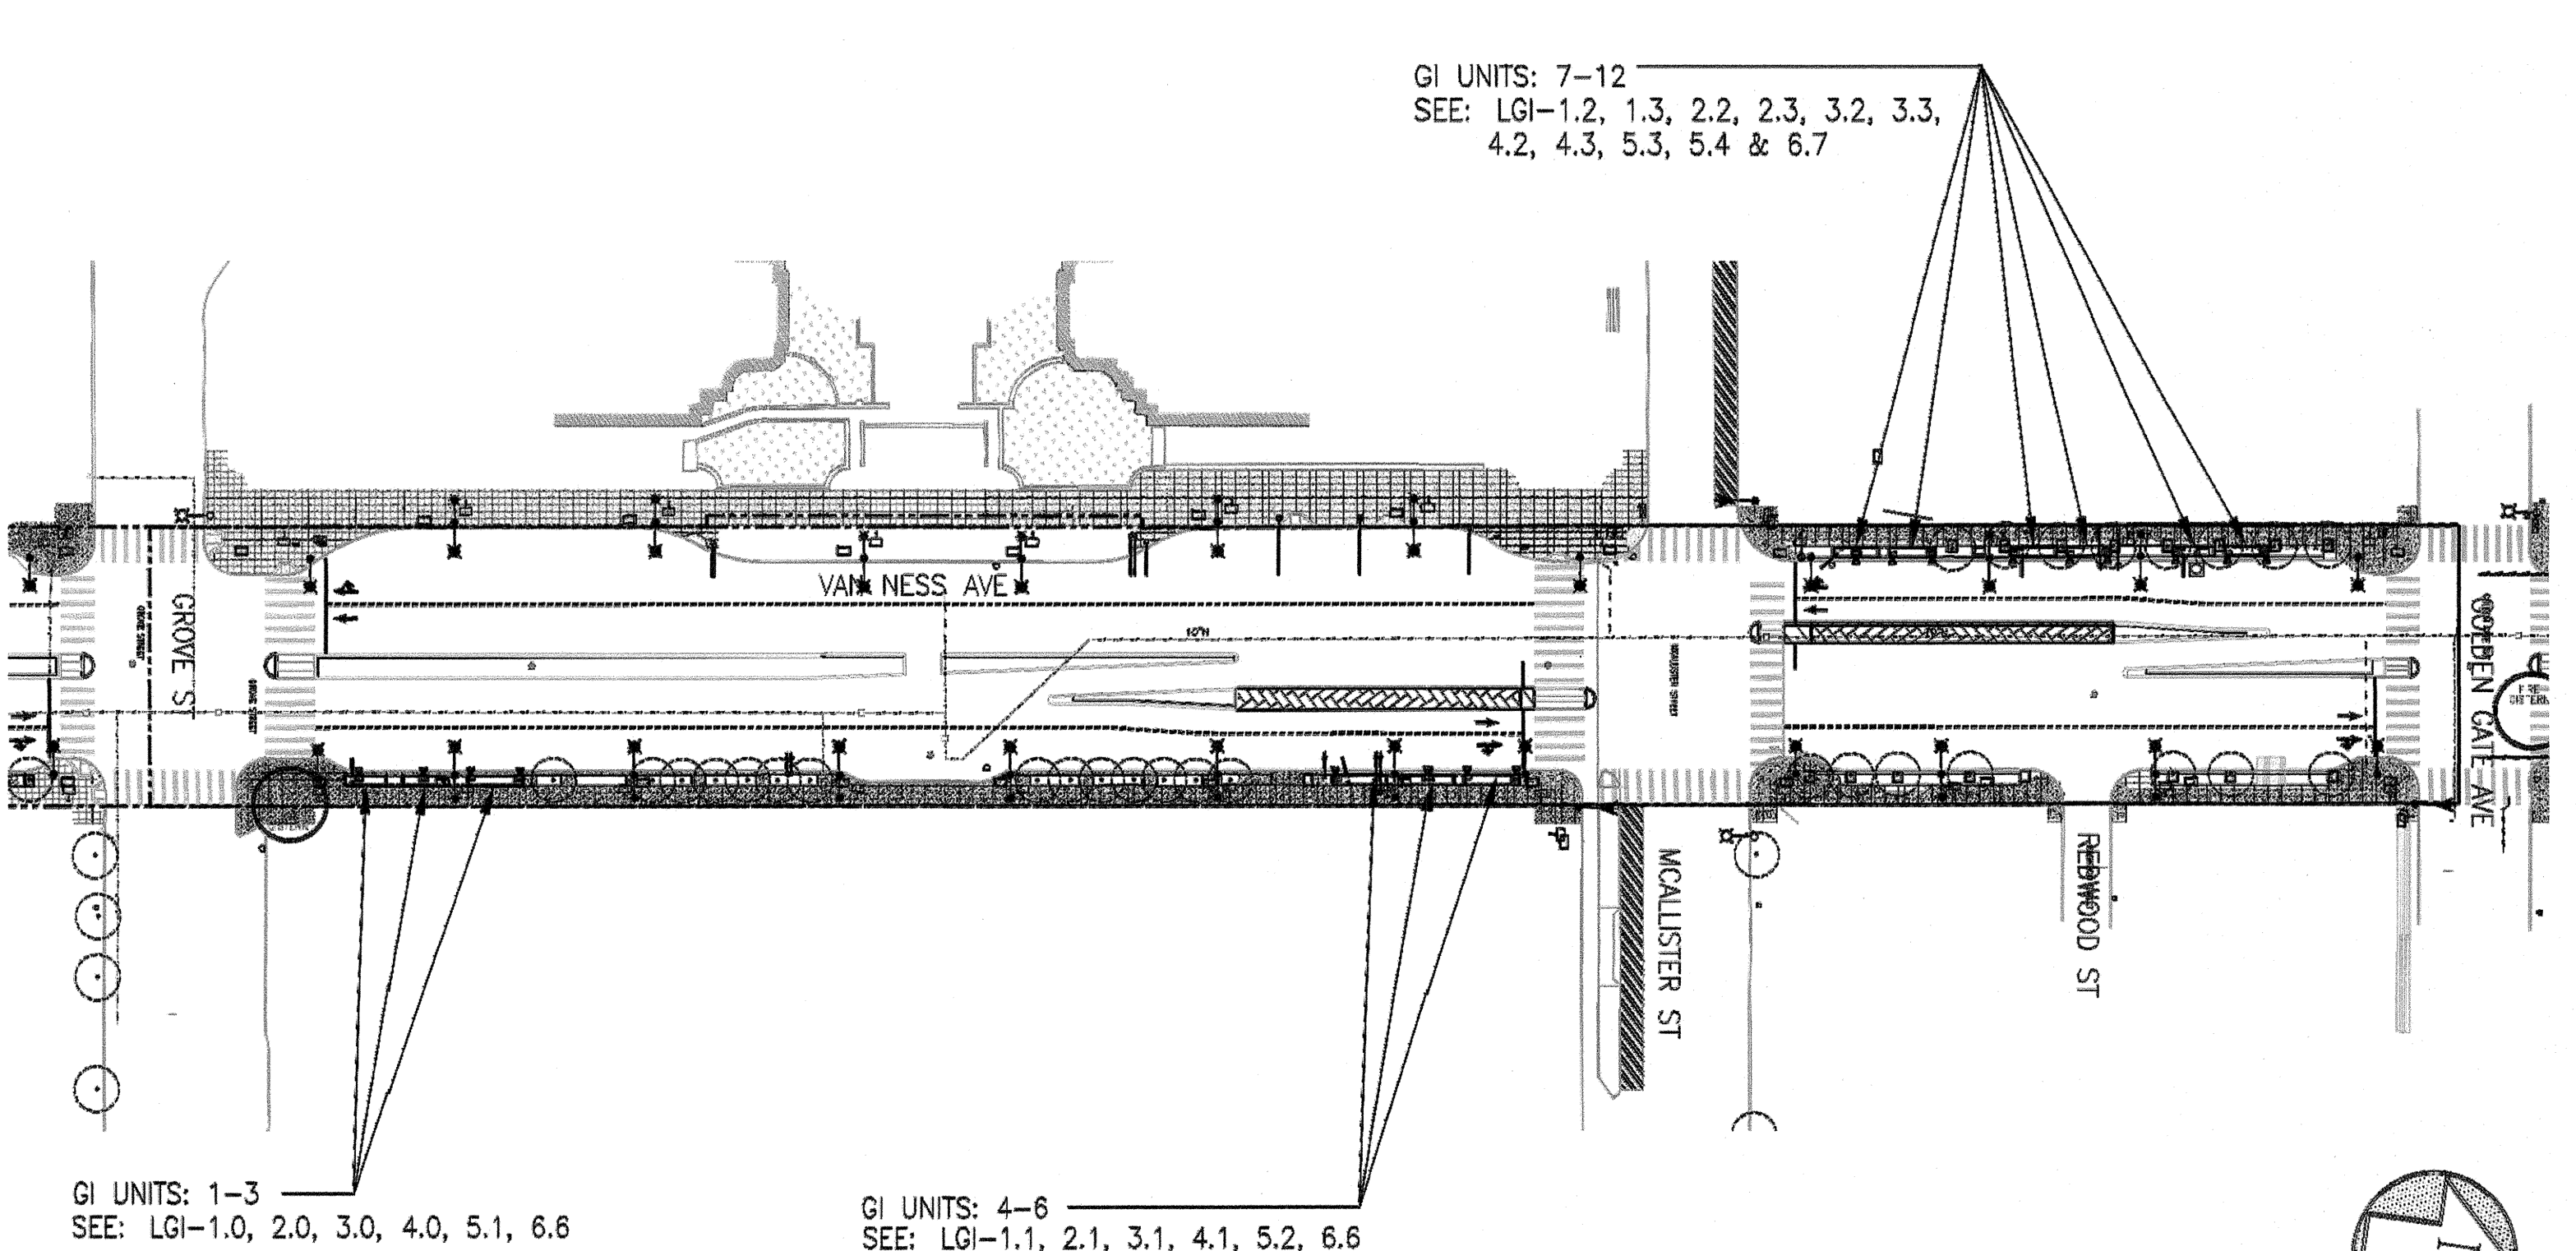 GI UNITS: 7-12
SEE: LGI-1.2, 1.3, 2.2, 2.3, 3.2, 3.3,
4.2, 4.3, 5.3, 5.4 & 6.7
VAN NESS AVE
GROVE ST
GOLDEN GATE AVE
MCALLISTER ST
REDWOOD ST
MCALLISTER STREET
GROVE STREET
GI UNITS: 1-3
SEE: LGI-1.0, 2.0, 3.0, 4.0, 5.1, 6.6
GI UNITS: 4-6
SEE: LGI-1.1, 2.1, 3.1, 4.1, 5.2, 6.6